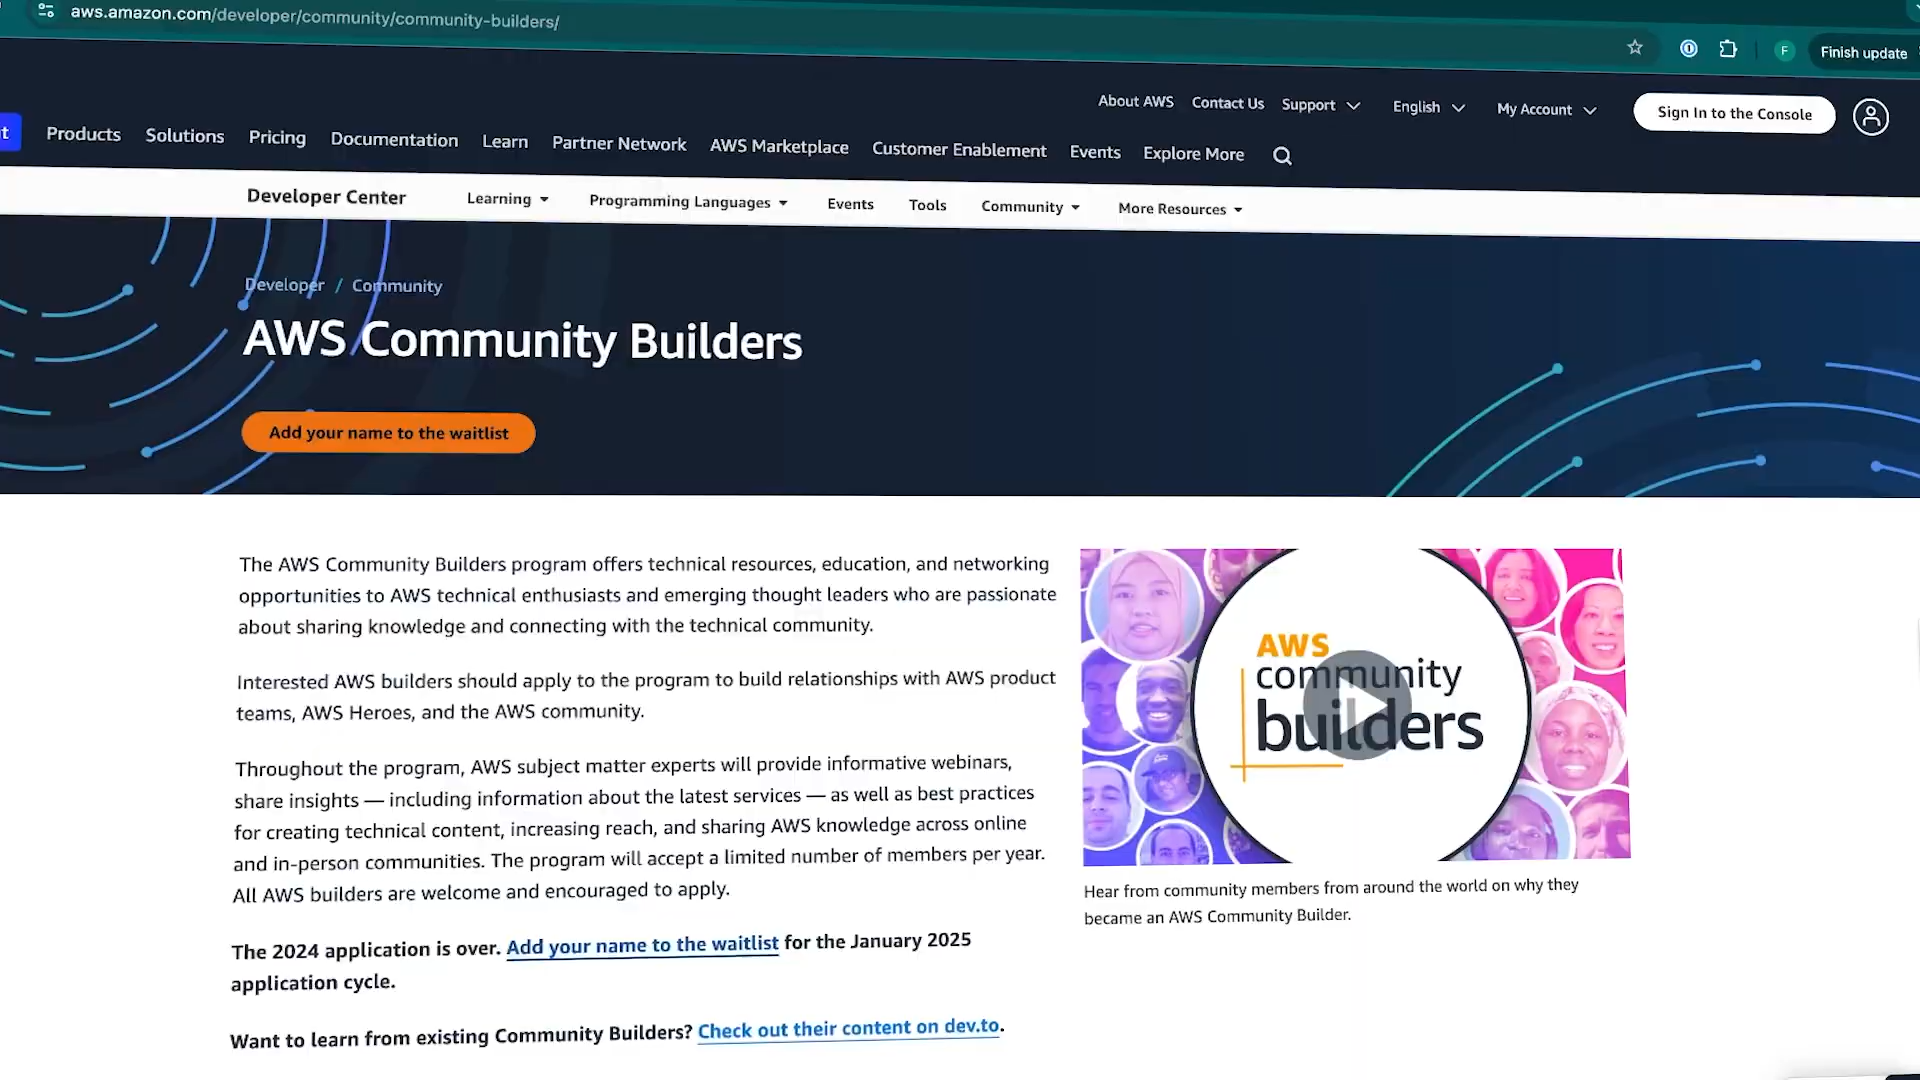 aws.amazon.com/developer/community/community-builders/
F
Finish update
About AWS Contact Us Support English My Account Sign In to the Console
t Products Solutions Pricing Documentation Learn Partner Network AWS Marketplace Customer Enablement Events Explore More
Developer Center Learning Programming Languages Events Tools Community More Resources
Developer / Community
AWS Community Builders
Add your name to the waitlist
The AWS Community Builders program offers technical resources, education, and networking
opportunities to AWS technical enthusiasts and emerging thought leaders who are passionate
about sharing knowledge and connecting with the technical community.
Interested AWS builders should apply to the program to build relationships with AWS product
teams, AWS Heroes, and the AWS community.
Throughout the program, AWS subject matter experts will provide informative webinars,
share insights — including information about the latest services — as well as best practices
for creating technical content, increasing reach, and sharing AWS knowledge across online
and in-person communities. The program will accept a limited number of members per year.
All AWS builders are welcome and encouraged to apply.
The 2024 application is over. Add your name to the waitlist for the January 2025
application cycle.
Want to learn from existing Community Builders? Check out their content on dev.to.
AWS
community
builders
Hear from community members from around the world on why they
became an AWS Community Builder.